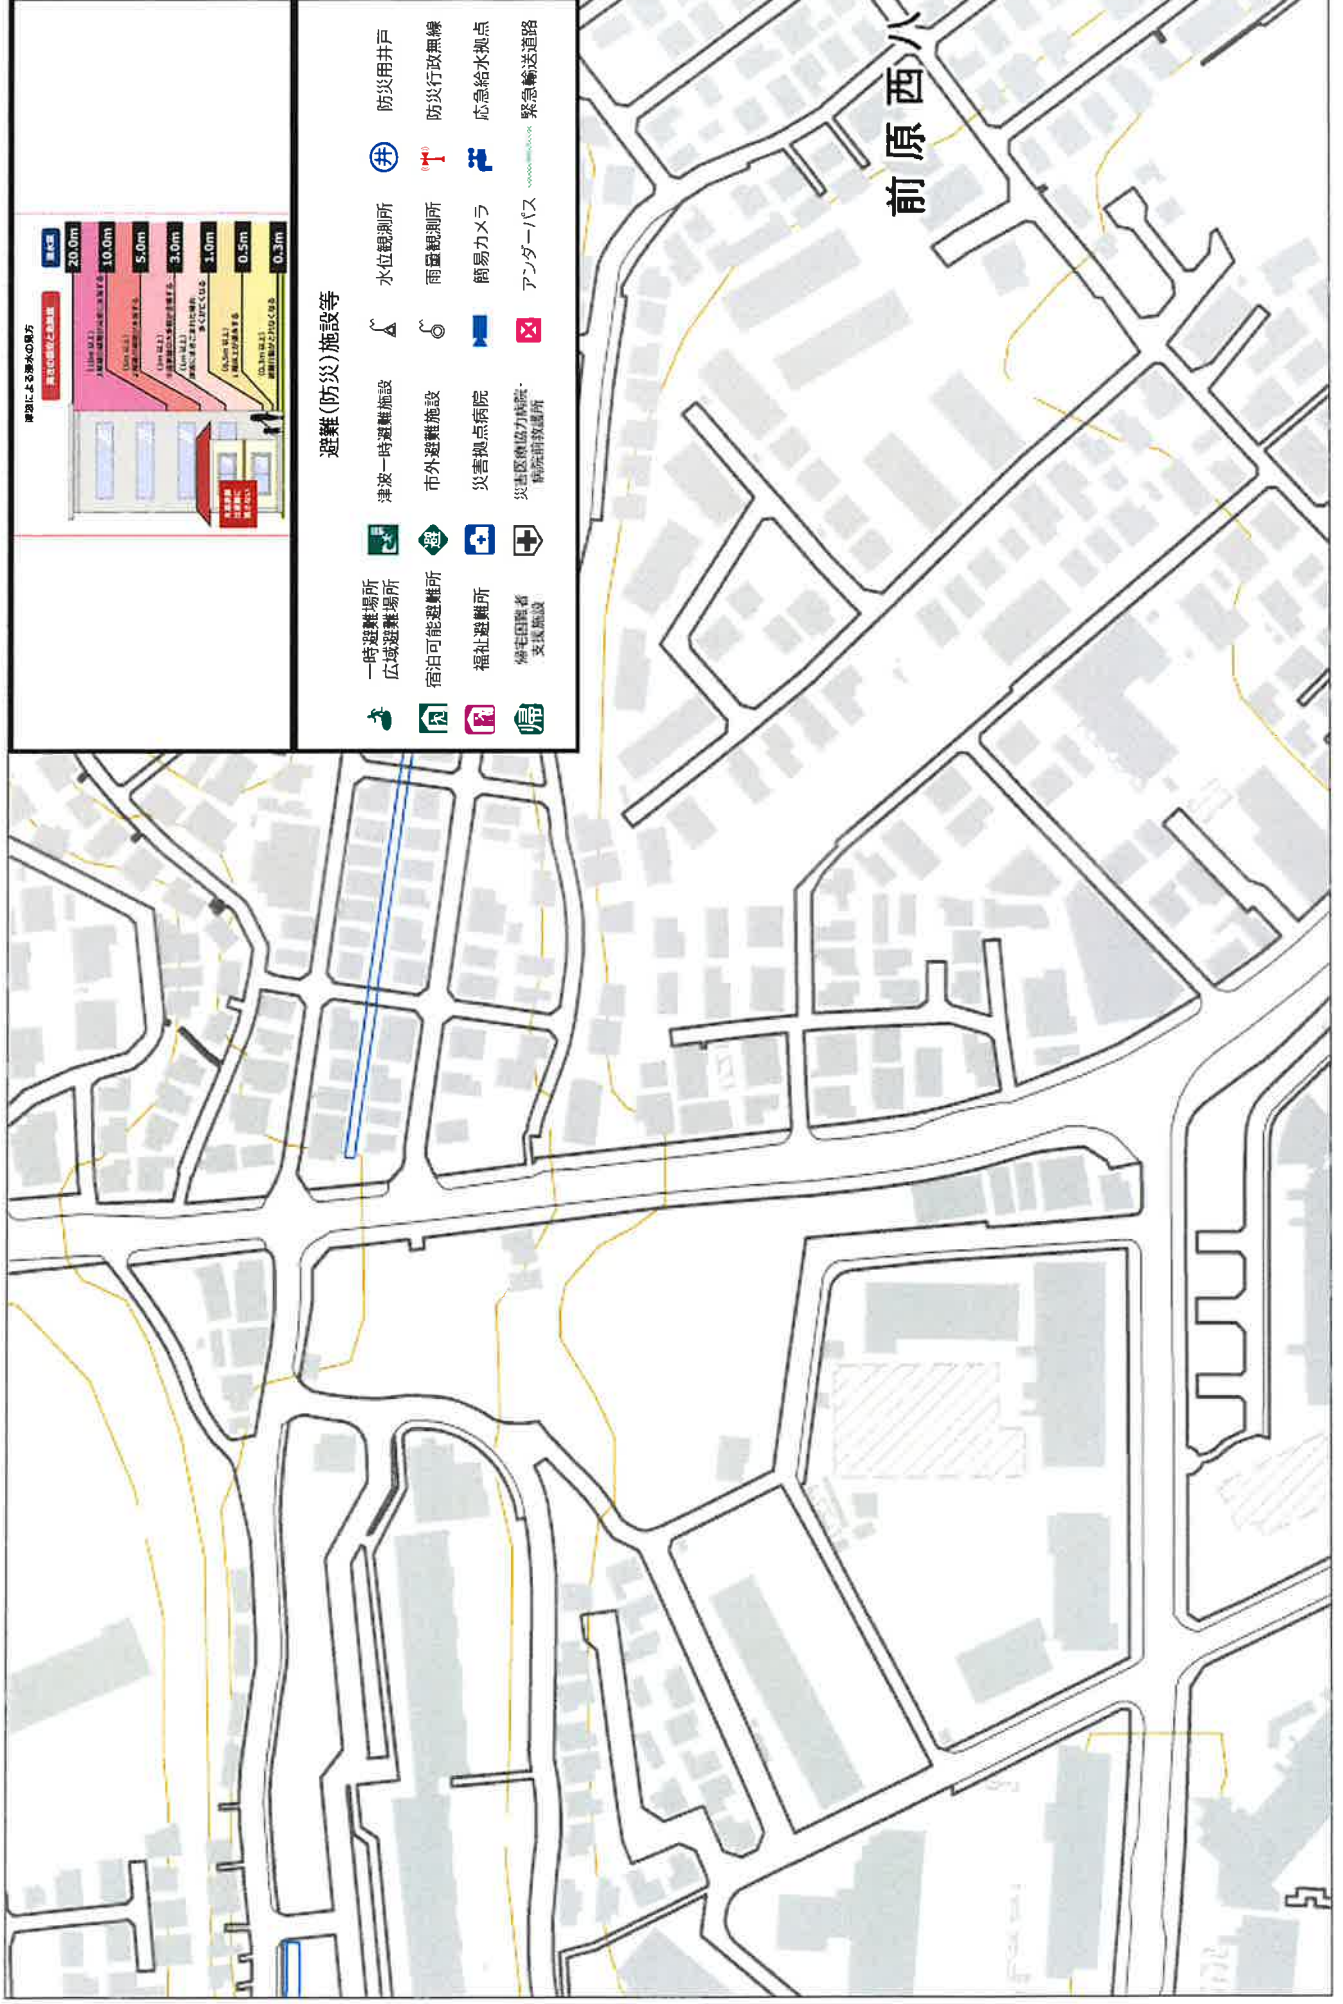 津波による浸水の見方
浸水深
20.0m
10.0m
5.0m
3.0m
1.0m
0.5m
0.3m
避難(防災)施設等
一時避難場所
広域避難場所
津波一時避難施設
水位観測所
井
防災用井戸
宿泊可能避難所
避
市外避難施設
雨量観測所
防災行政無線
福祉避難所
災害拠点病院
簡易カメラ
応急給水拠点
帰
帰宅困難者
支援施設
災害医療協力病院・
病院前救護所
アンダーパス
緊急輸送道路
前原西八